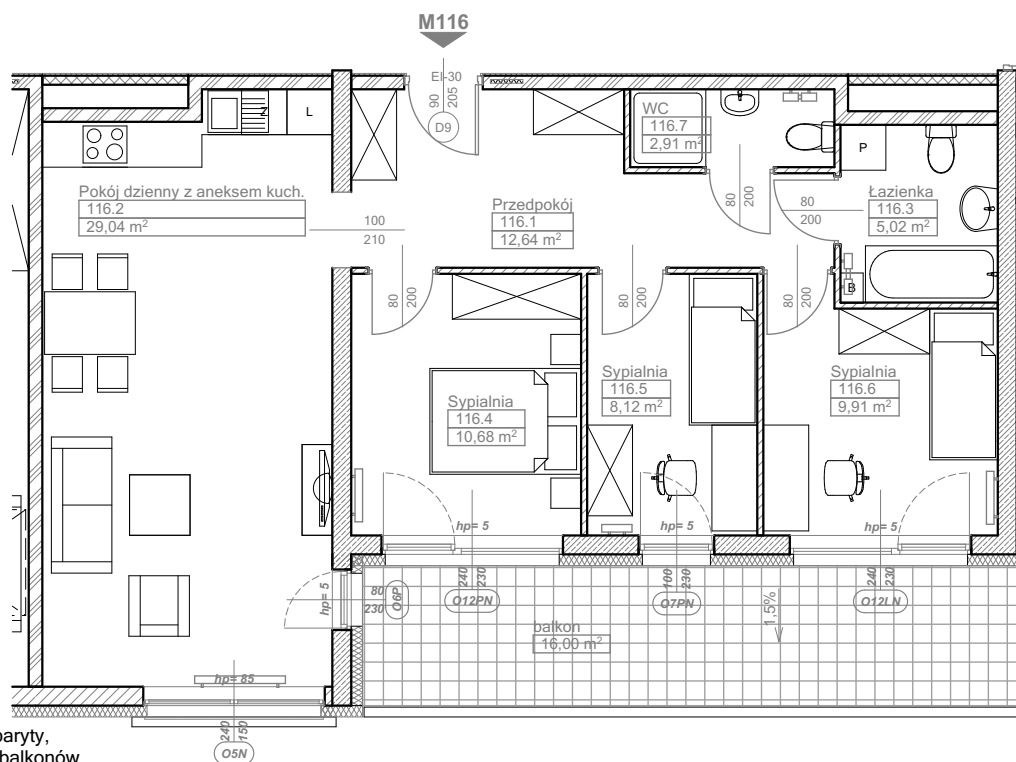 M116
EI-30
90
205
D9
Z
L
WC
116.7
2,91 m²
P
Pokój dzienny z aneksem kuch.
116.2
29,04 m²
100
210
Przedpokój
116.1
12,64 m²
80
200
80
200
Łazienka
116.3
5,02 m²
B
80
200
80
200
80
200
Sypialnia
116.4
10,68 m²
Sypialnia
116.5
8,12 m²
Sypialnia
116.6
9,91 m²
hp= 5
hp= 5
hp= 5
hp= 5
80
230
O6P
240
230
O12PN
100
230
O7PN
240
230
O12LN
1,5%
balkon
16,00 m²
hp= 85
240
150
O5N
paryty,
balkonów